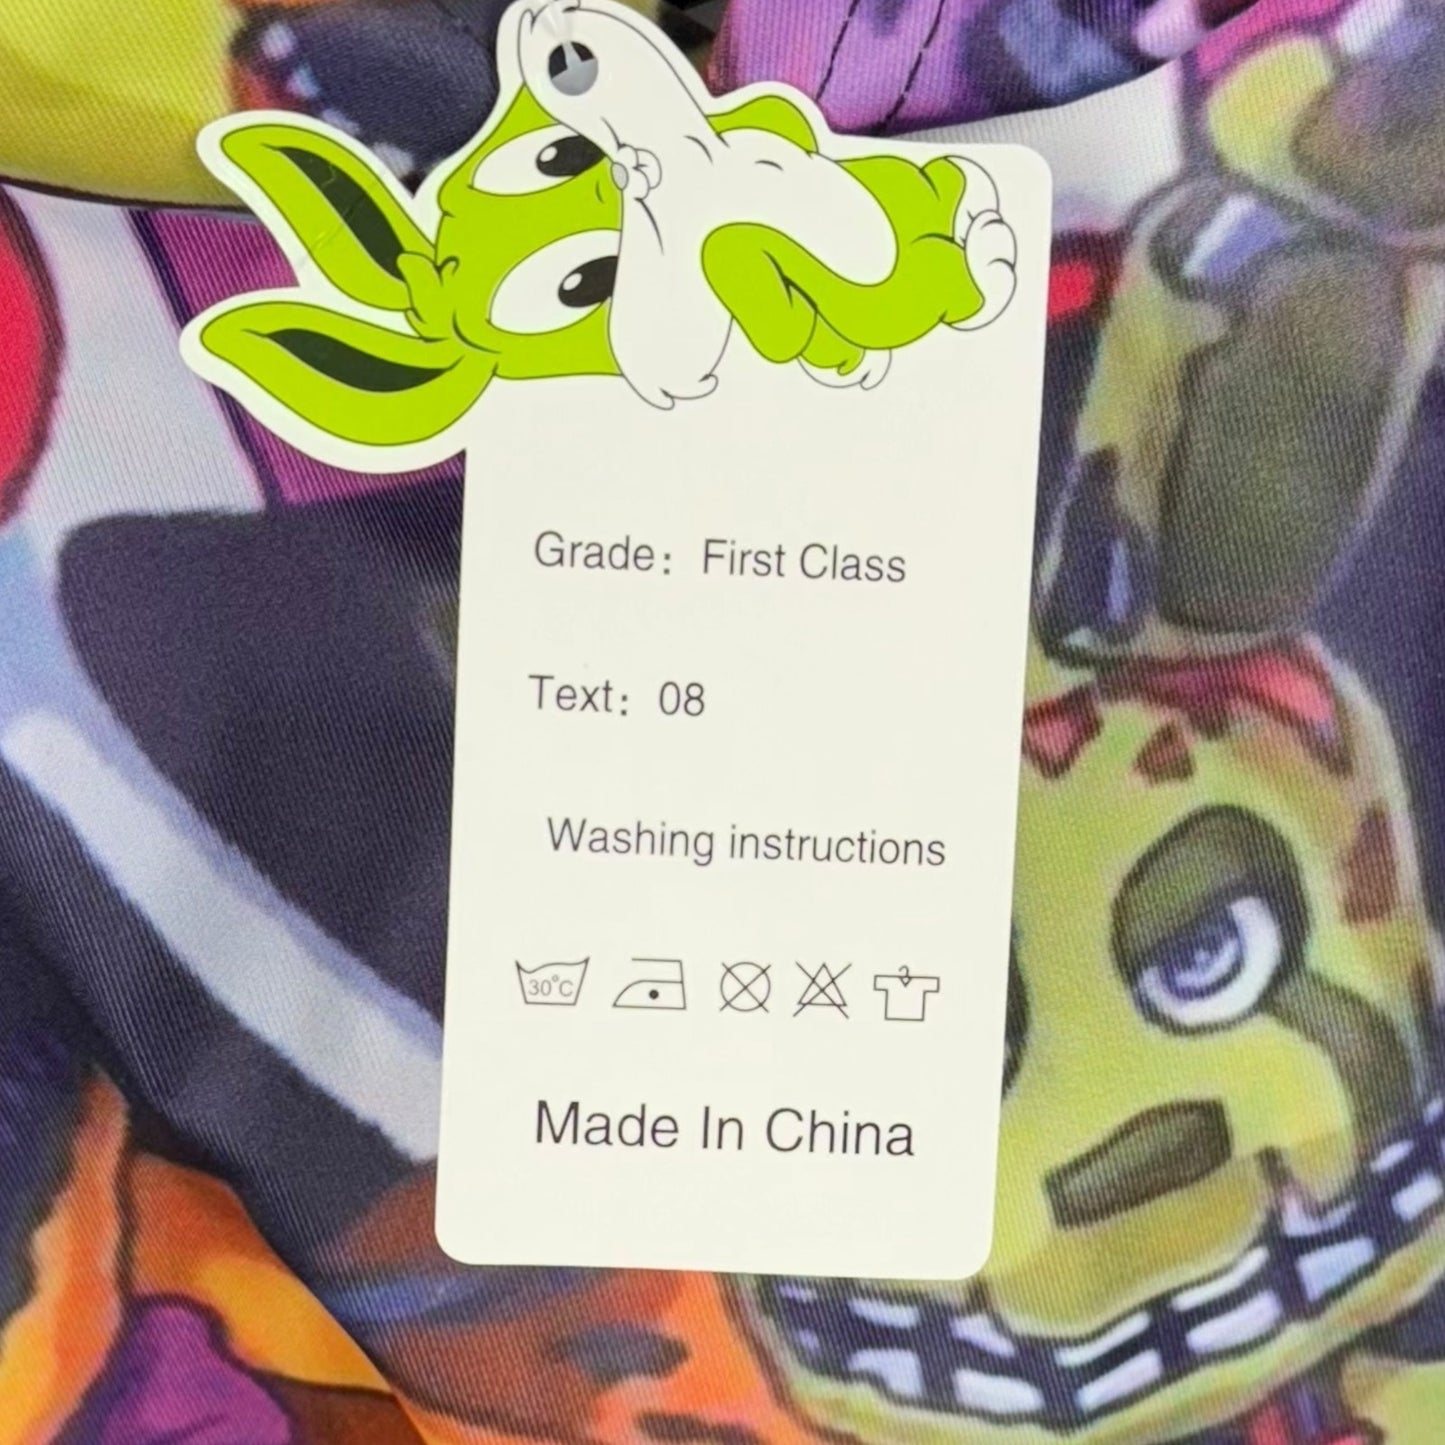 Grade： First Class
Text： 08
Washing instructions
30°C
Made In China